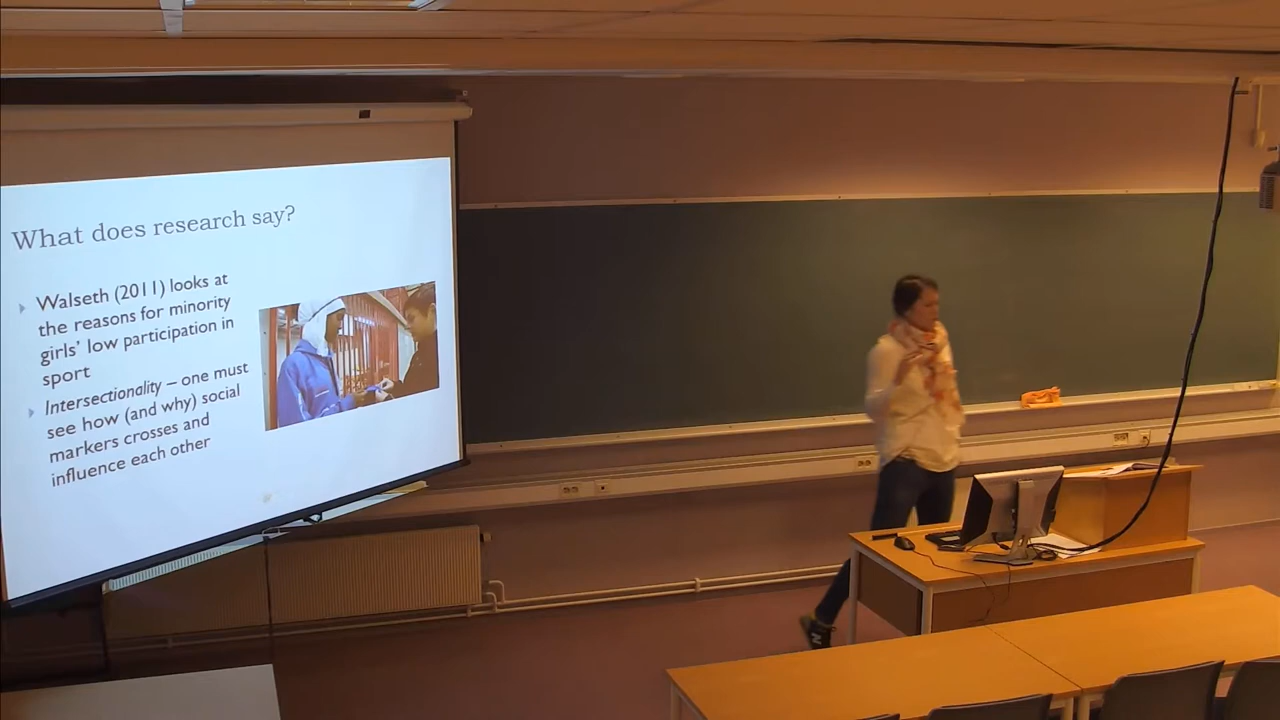 What does research say?
Walseth (2011) looks at
the reasons for minority
girls' low participation in
sport
Intersectionality – one must
see how (and why) social
markers crosses and
influence each other
N